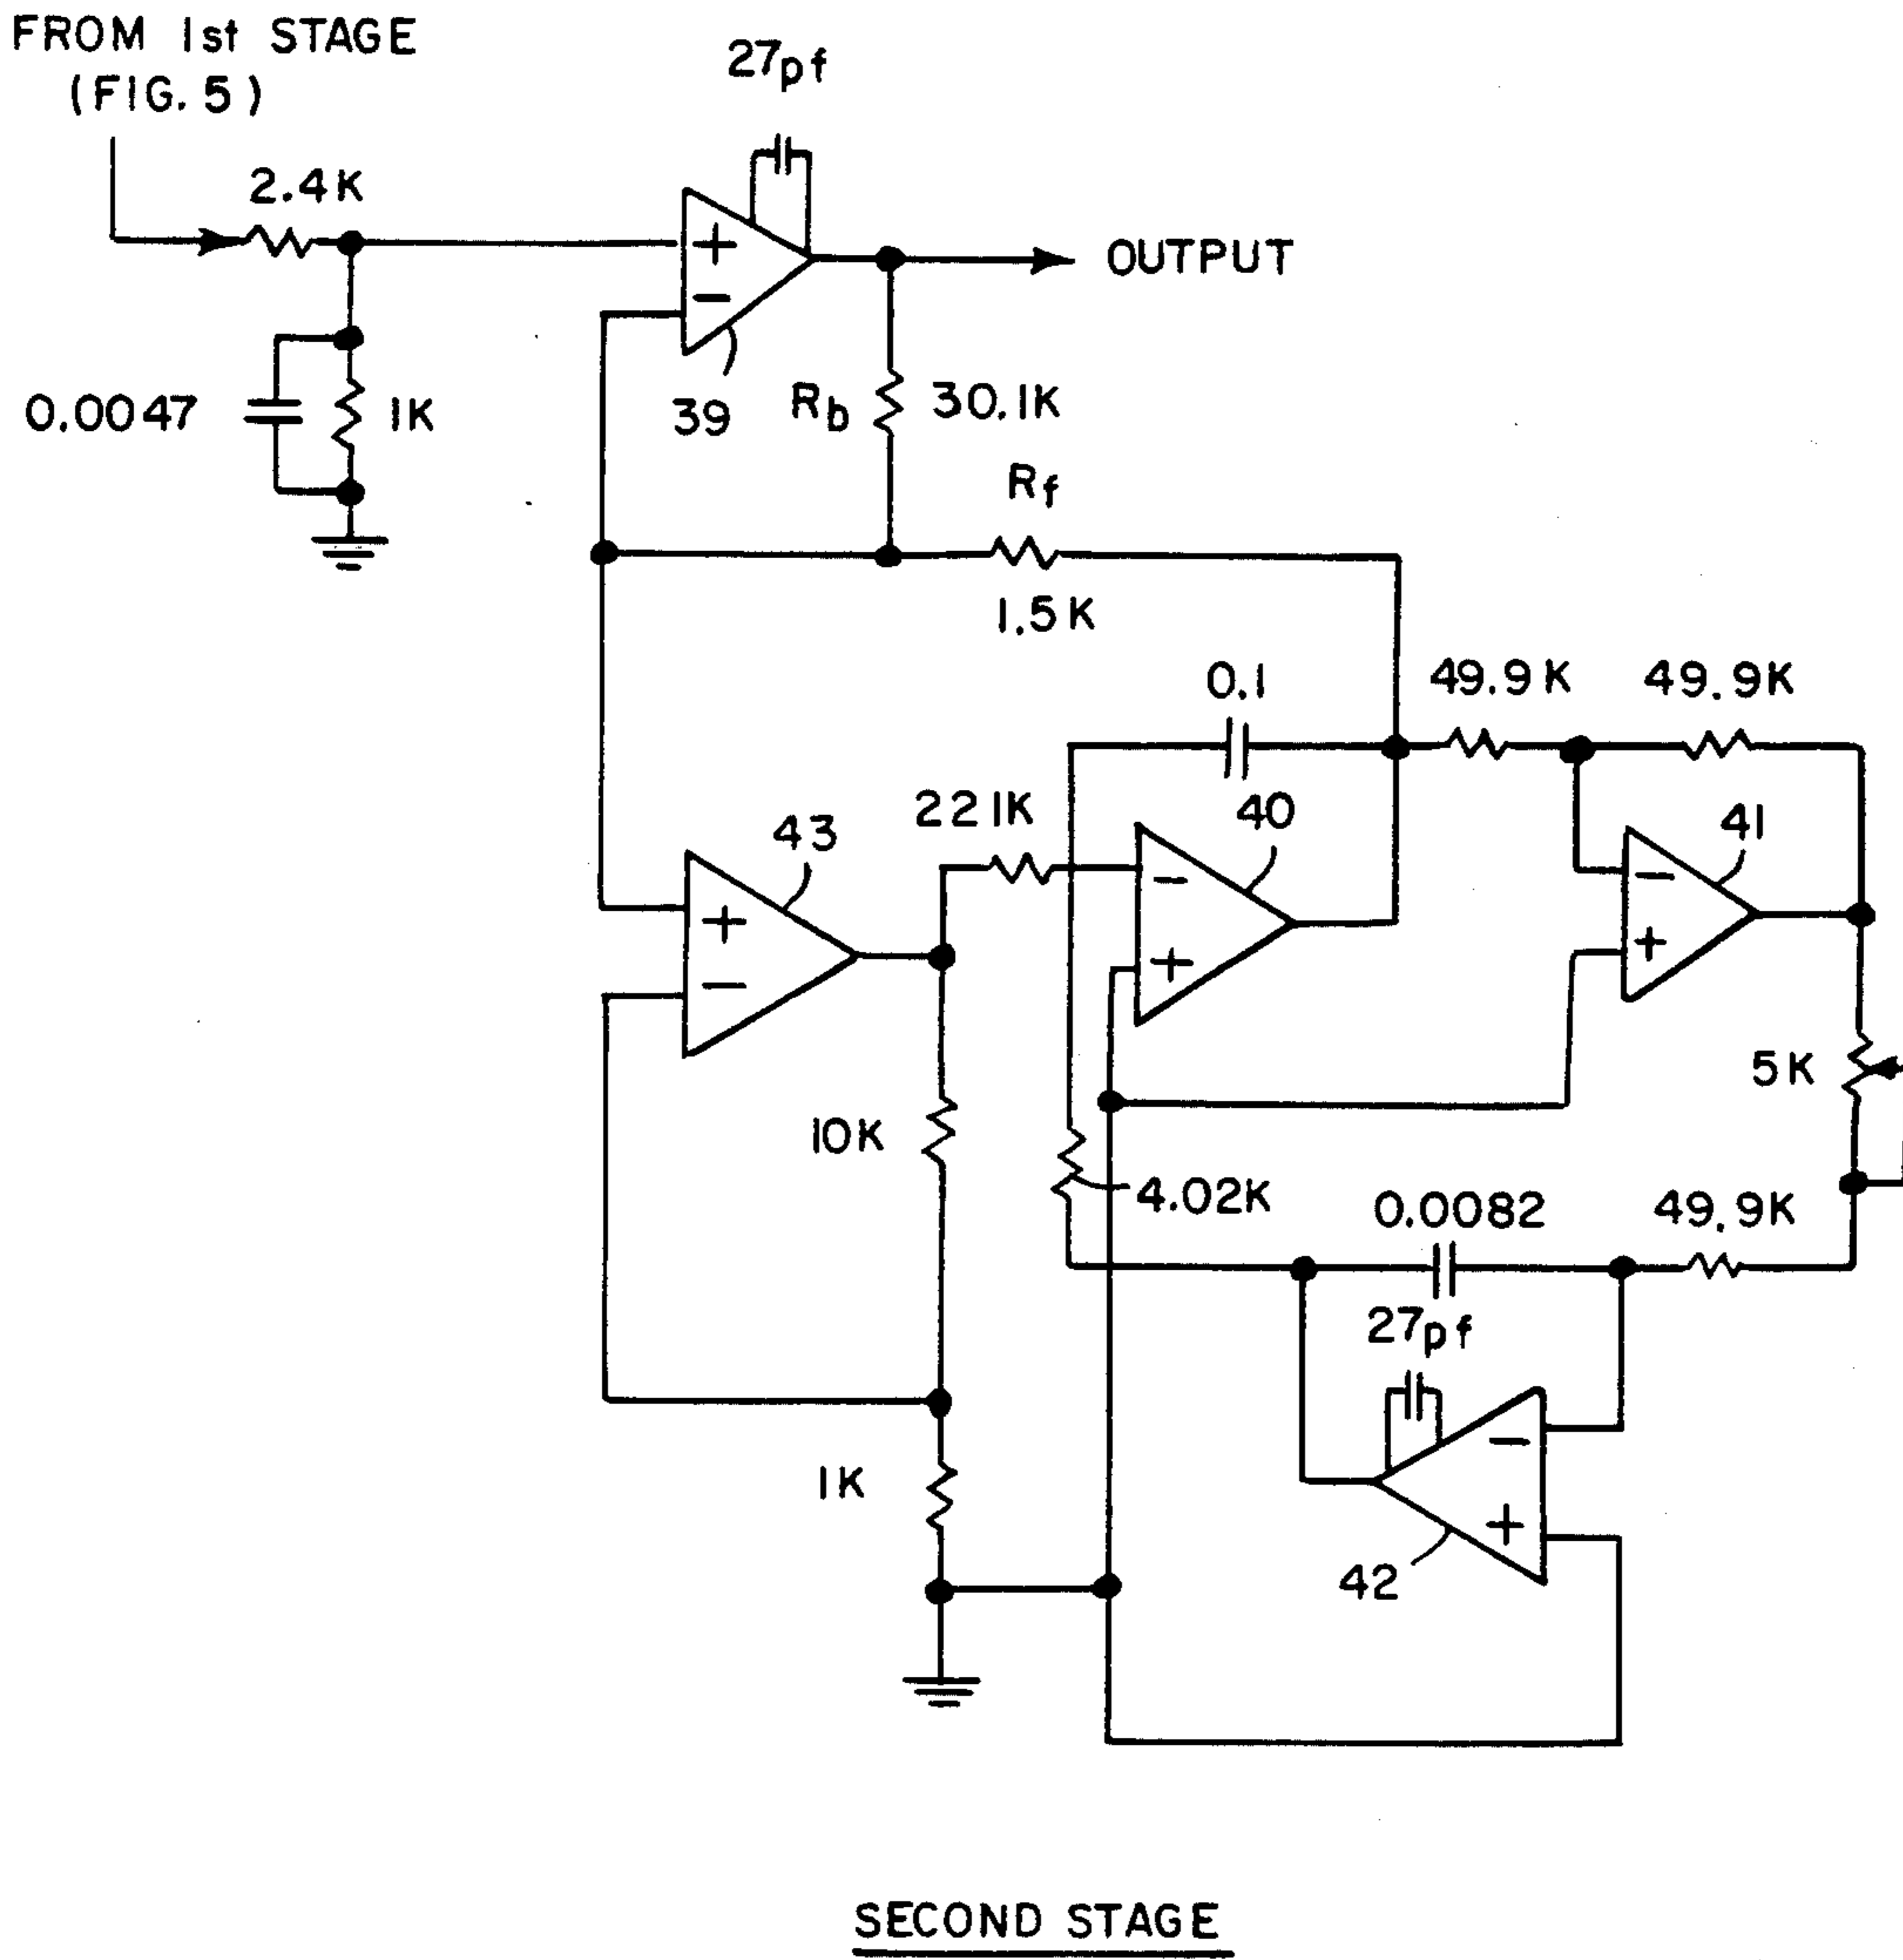 FROM 1st STAGE
(FIG. 5)
27pf
2.4K
+
−
OUTPUT
0.0047
1K
39
Rb
30.1K
Rf
1.5K
0.1
49.9K
49.9K
43
221K
40
41
+
−
−
+
−
+
5K
10K
4.02K
0.0082
49.9K
27pf
−
+
1K
42
SECOND STAGE